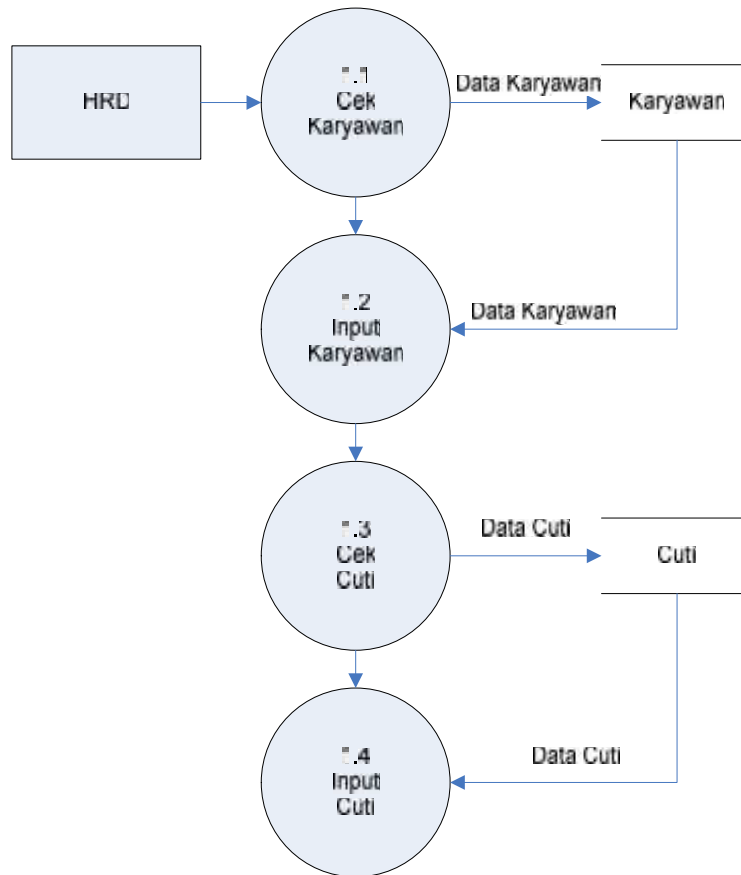 HRD
Cek
Karyawan
Data Karyawan
Karyawan
.2
Input
Karyawan
Data Karyawan
.3
Cek
Cuti
Data Cuti
Cuti
.4
Input
Cuti
Data Cuti